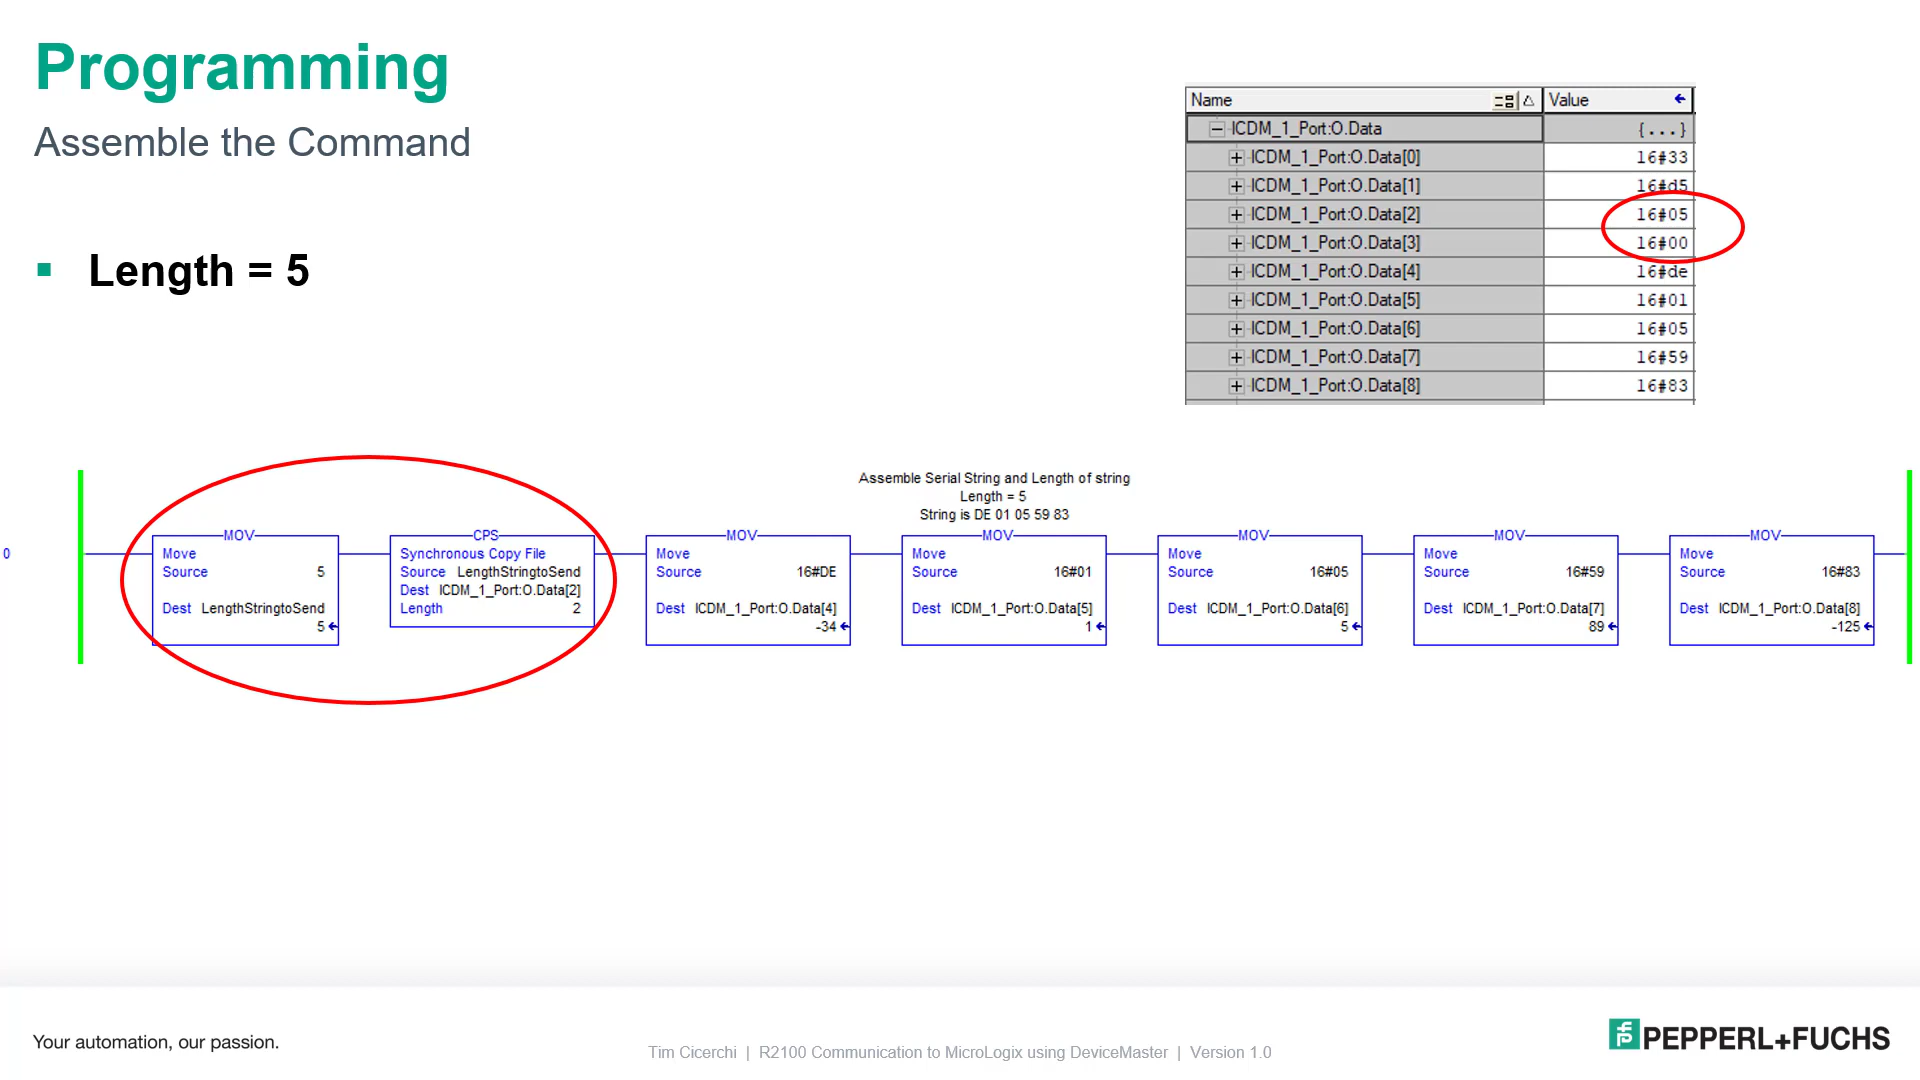 Programming
Assemble the Command
▪ Length = 5
Name Value
ICDM_1_Port:O.Data {...}
ICDM_1_Port:O.Data[0] 16#33
ICDM_1_Port:O.Data[1] 16#d5
ICDM_1_Port:O.Data[2] 16#05
ICDM_1_Port:O.Data[3] 16#00
ICDM_1_Port:O.Data[4] 16#de
ICDM_1_Port:O.Data[5] 16#01
ICDM_1_Port:O.Data[6] 16#05
ICDM_1_Port:O.Data[7] 16#59
ICDM_1_Port:O.Data[8] 16#83
Assemble Serial String and Length of string
Length = 5
String is DE 01 05 59 83
0
MOV
Move
Source 5
Dest LengthStringtoSend
5
CPS
Synchronous Copy File
Source LengthStringtoSend
Dest ICDM_1_Port:O.Data[2]
Length 2
MOV
Move
Source 16#DE
Dest ICDM_1_Port:O.Data[4]
-34
MOV
Move
Source 16#01
Dest ICDM_1_Port:O.Data[5]
1
MOV
Move
Source 16#05
Dest ICDM_1_Port:O.Data[6]
5
MOV
Move
Source 16#59
Dest ICDM_1_Port:O.Data[7]
89
MOV
Move
Source 16#83
Dest ICDM_1_Port:O.Data[8]
-125
Your automation, our passion.
Tim Cicerchi | R2100 Communication to MicroLogix using DeviceMaster | Version 1.0
PEPPERL+FUCHS